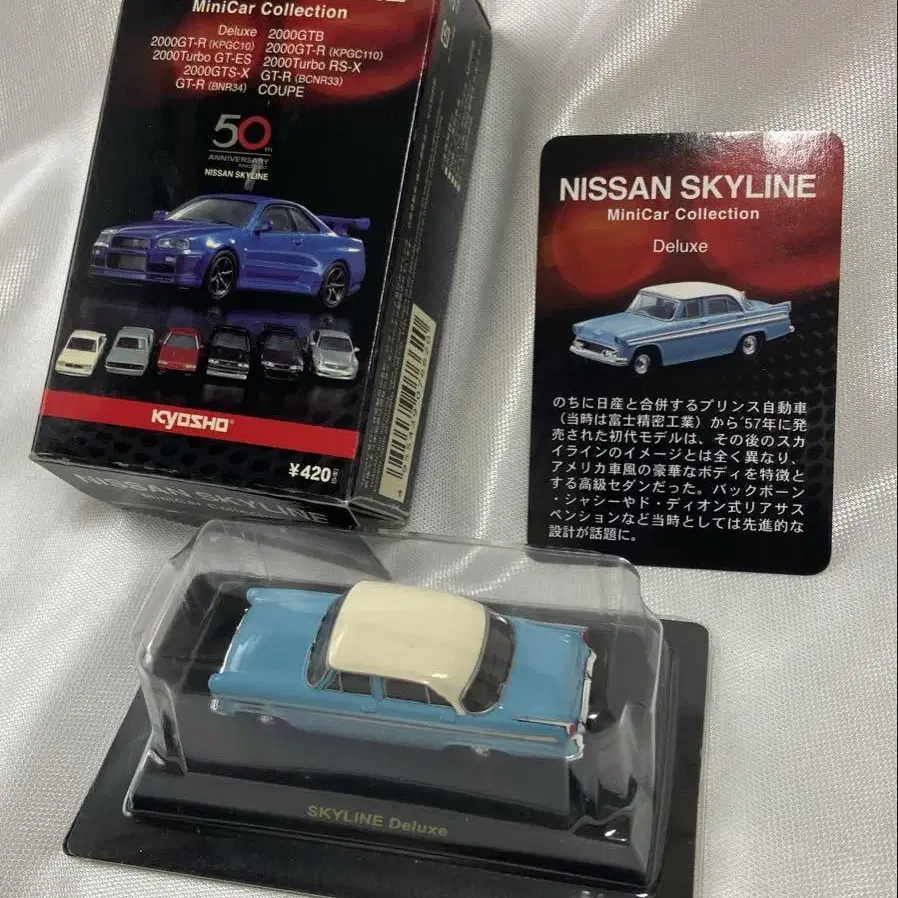 MiniCar Collection
Deluxe 2000GTB
2000GT-R (KPGC10) 2000GT-R (KPGC110)
2000Turbo GT-ES 2000Turbo RS-X
2000GTS-X GT-R (BCNR33)
GT-R (BNR34) COUPE
50th
ANNIVERSARY
NISSAN SKYLINE
KYOSHO
¥420
NISSAN SKYLINE
NISSAN SKYLINE
MiniCar Collection
Deluxe
のちに日産と合併するプリンス自動車
（当時は富士精密工業）から'57年に発
売された初代モデルは、その後のスカ
イラインのイメージとは全く異なり、
アメリカ車風の豪華なボディを特徴と
する高級セダンだった。バックボーン
・シャシーやド・ディオン式リアサス
ペンションなど当時としては先進的な
設計が話題に。
SKYLINE Deluxe